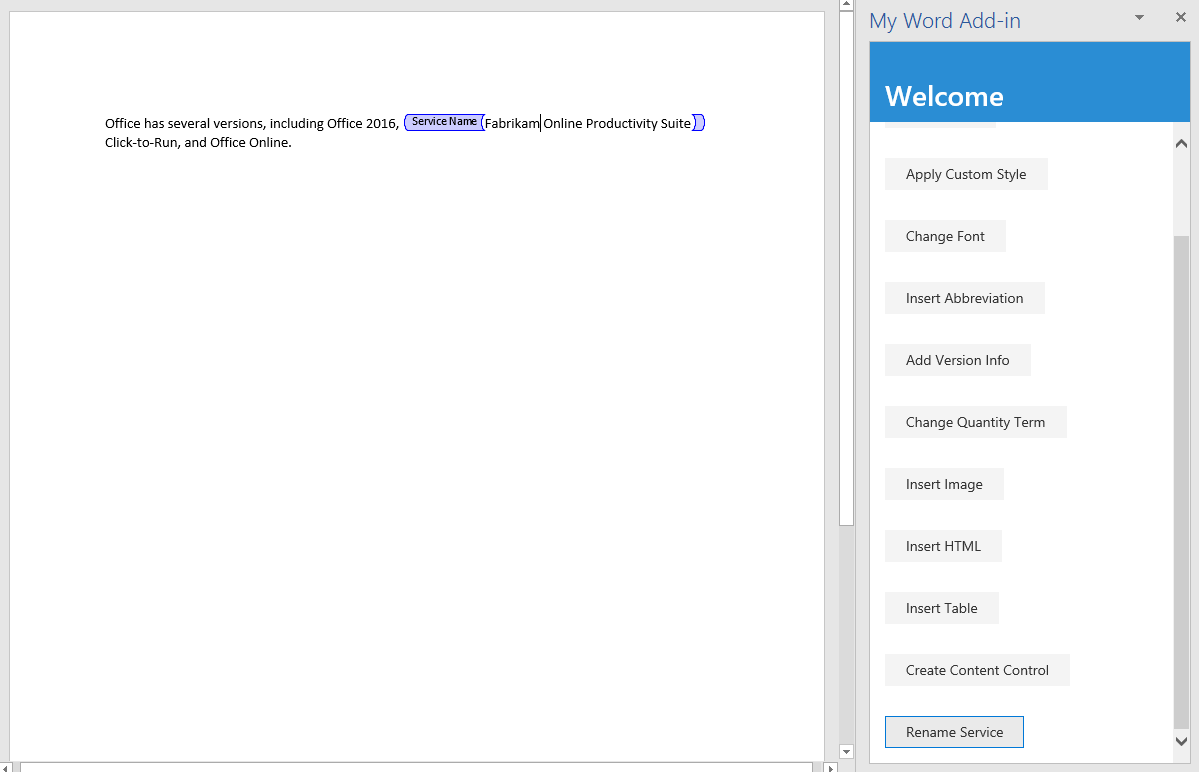 Office has several versions, including Office 2016, Service Name Fabrikam Online Productivity Suite
Click-to-Run, and Office Online.
My Word Add-in
Welcome
Apply Custom Style
Change Font
Insert Abbreviation
Add Version Info
Change Quantity Term
Insert Image
Insert HTML
Insert Table
Create Content Control
Rename Service